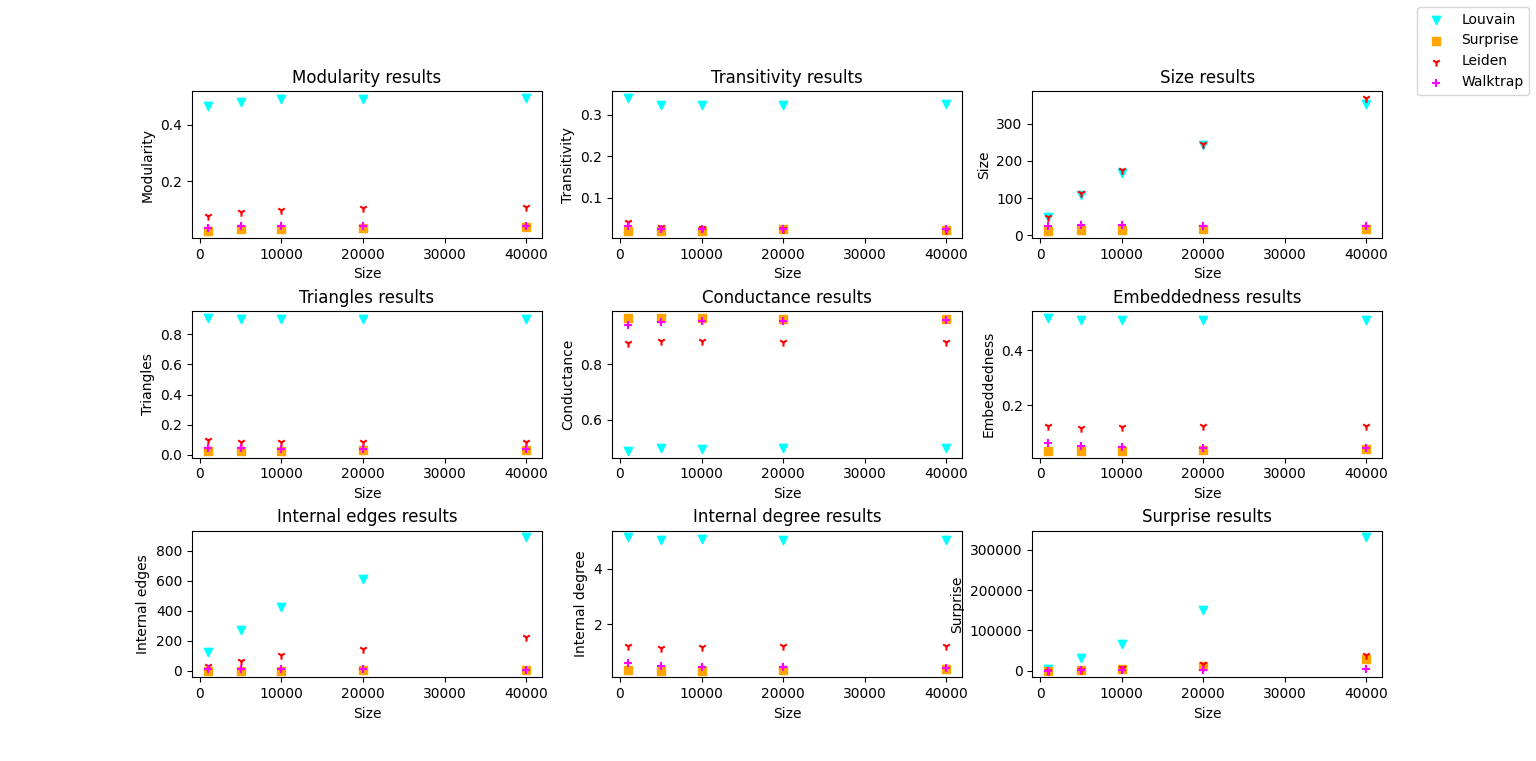 Louvain
Surprise
Leiden
Walktrap
Modularity results
Modularity
0.4
0.2
0 10000 20000 30000 40000
Size
Transitivity results
Transitivity
0.3
0.2
0.1
0 10000 20000 30000 40000
Size
Size results
Size
300
200
100
0
0 10000 20000 30000 40000
Size
Triangles results
Triangles
0.8
0.6
0.4
0.2
0.0
0 10000 20000 30000 40000
Size
Conductance results
Conductance
0.8
0.6
0 10000 20000 30000 40000
Size
Embeddedness results
Embeddedness
0.4
0.2
0 10000 20000 30000 40000
Size
Internal edges results
Internal edges
800
600
400
200
0
0 10000 20000 30000 40000
Size
Internal degree results
Internal degree
4
2
0 10000 20000 30000 40000
Size
Surprise results
Surprise
300000
200000
100000
0
0 10000 20000 30000 40000
Size